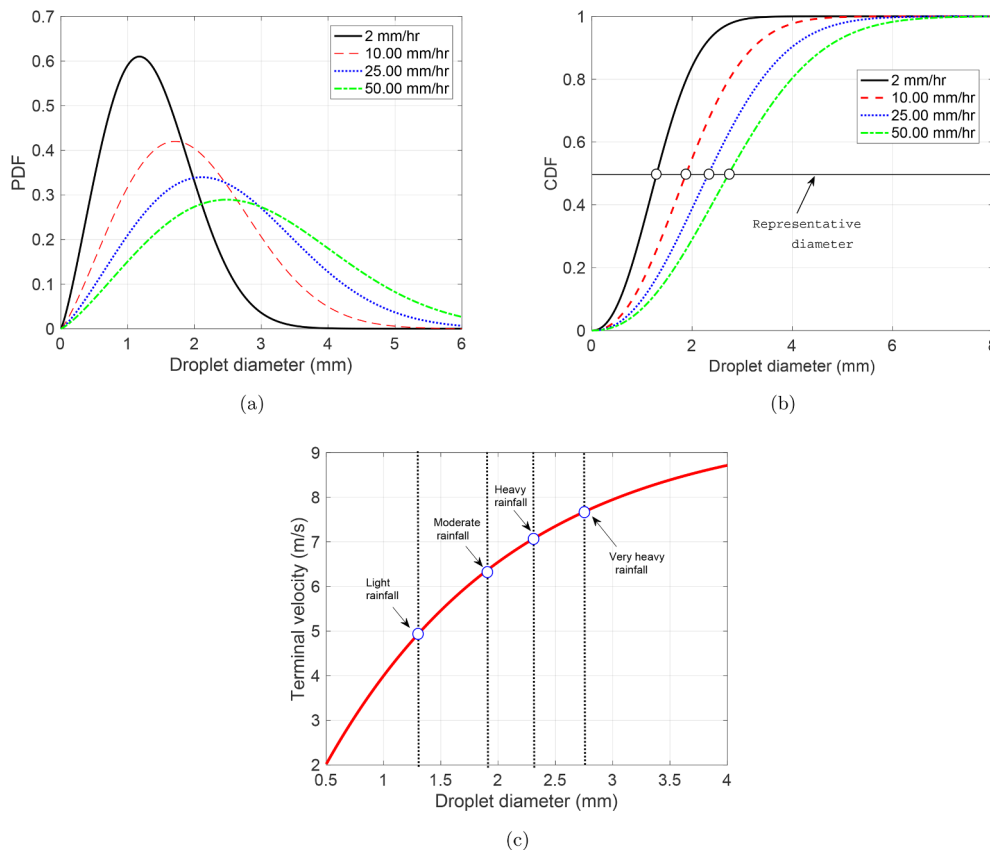 0.7
0.6
0.5
0.4
0.3
0.2
0.1
0
PDF
0 1 2 3 4 5 6
Droplet diameter (mm)
2 mm/hr
10.00 mm/hr
25.00 mm/hr
50.00 mm/hr
(a)
1
0.8
0.6
0.4
0.2
0
CDF
0 2 4 6 8
Droplet diameter (mm)
2 mm/hr
10.00 mm/hr
25.00 mm/hr
50.00 mm/hr
Representative
diameter
(b)
9
8
7
6
5
4
3
2
Terminal velocity (m/s)
0.5 1 1.5 2 2.5 3 3.5 4
Droplet diameter (mm)
Light
rainfall
Moderate
rainfall
Heavy
rainfall
Very heavy
rainfall
(c)